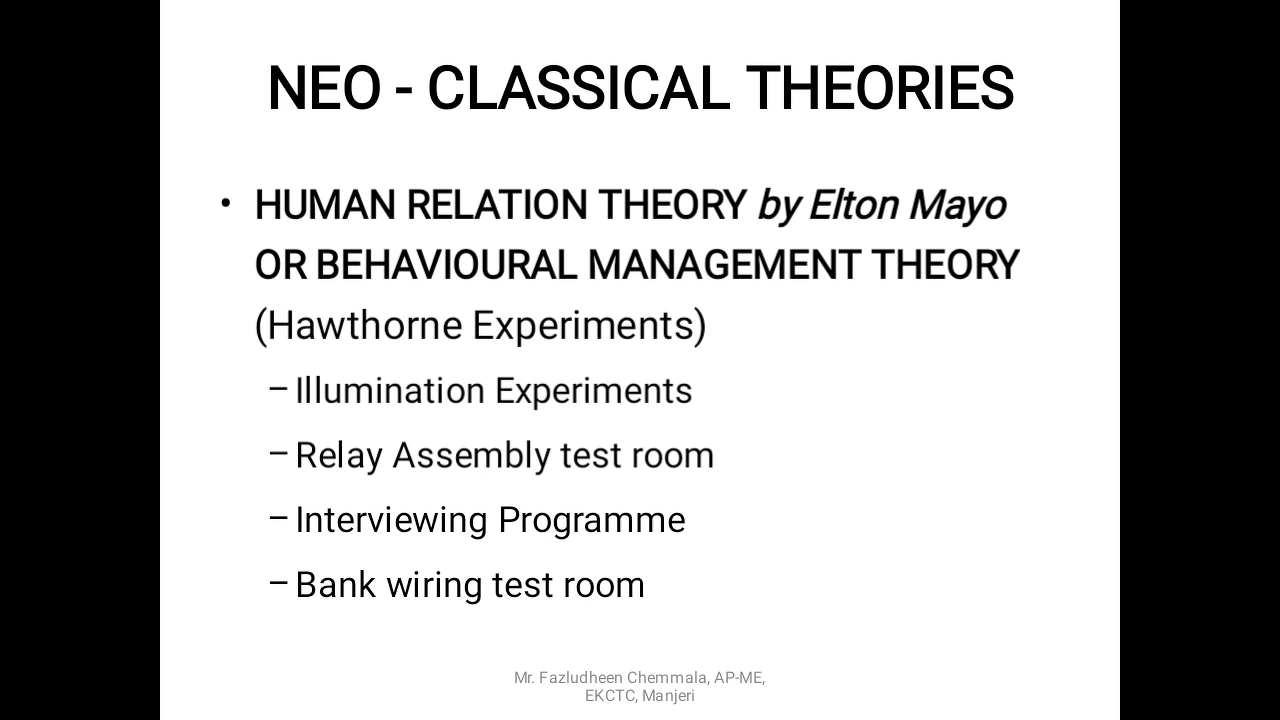 NEO - CLASSICAL THEORIES
• HUMAN RELATION THEORY by Elton Mayo
OR BEHAVIOURAL MANAGEMENT THEORY
(Hawthorne Experiments)
– Illumination Experiments
– Relay Assembly test room
– Interviewing Programme
– Bank wiring test room
Mr. Fazludheen Chemmala, AP-ME,
EKCTC, Manjeri